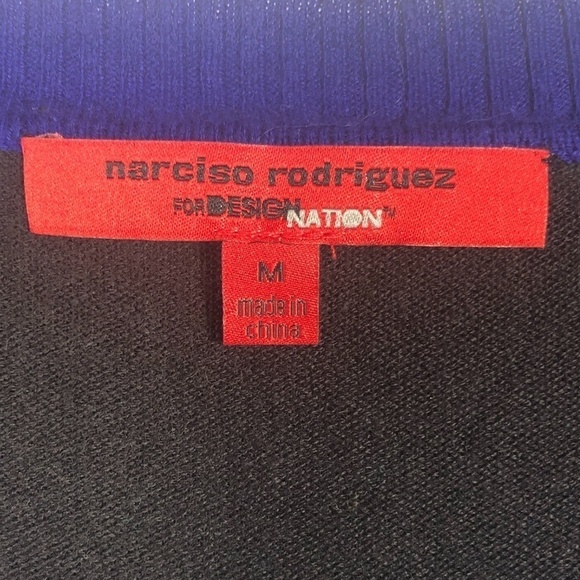 narciso rodriguez
FOR DESIGN NATION™
M
made in
china